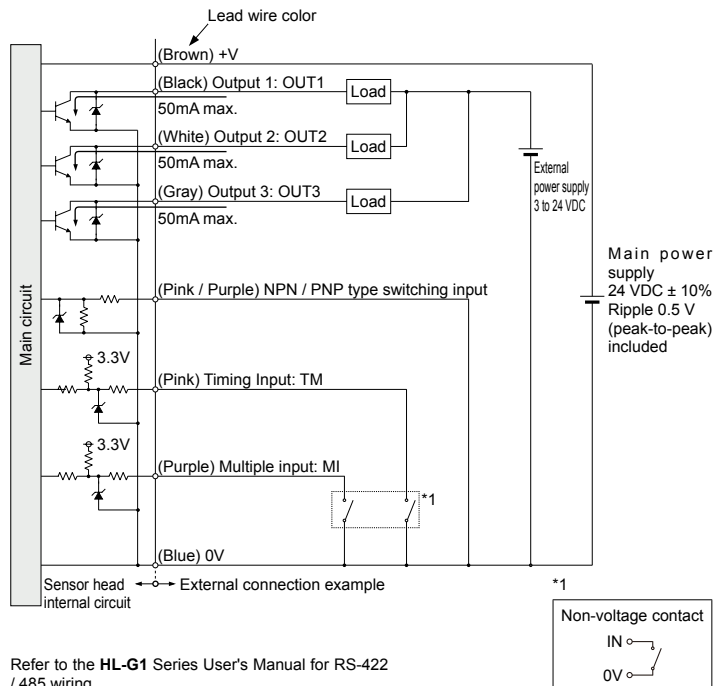 Lead wire color
(Brown) +V
(Black) Output 1: OUT1
Load
50mA max.
(White) Output 2: OUT2
Load
50mA max.
(Gray) Output 3: OUT3
Load
50mA max.
External
power supply
3 to 24 VDC
Main power
supply
24 VDC ± 10%
Ripple 0.5 V
(peak-to-peak)
included
Main circuit
(Pink / Purple) NPN / PNP type switching input
3.3V
(Pink) Timing Input: TM
3.3V
(Purple) Multiple input: MI
*1
(Blue) 0V
Sensor head
internal circuit
External connection example
*1
Non-voltage contact
IN
0V
Refer to the HL-G1 Series User's Manual for RS-422
/ 485 wiring